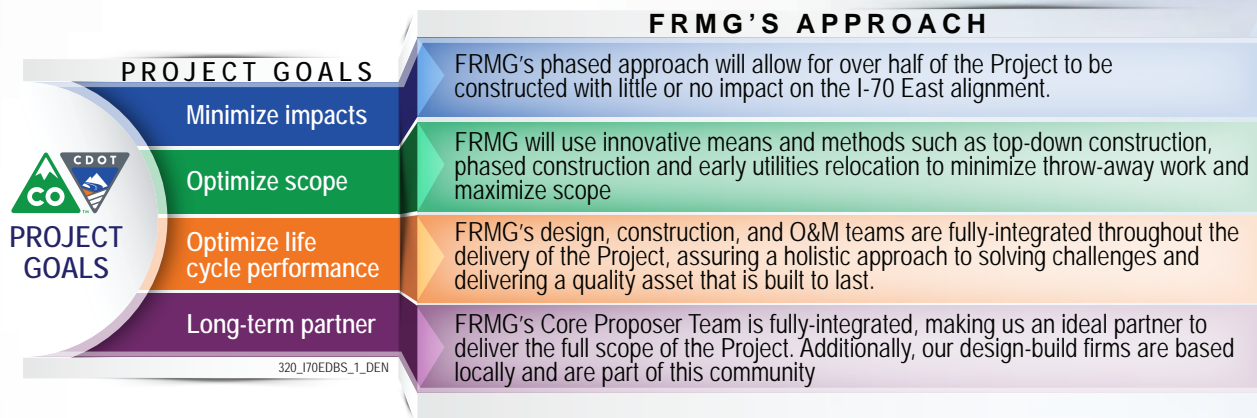 FRMG'S APPROACH
PROJECT GOALS
CDOT
CO
TM
PROJECT
GOALS
Minimize impacts
FRMG's phased approach will allow for over half of the Project to be
constructed with little or no impact on the I-70 East alignment.
Optimize scope
FRMG will use innovative means and methods such as top-down construction,
phased construction and early utilities relocation to minimize throw-away work and
maximize scope
Optimize life
cycle performance
FRMG's design, construction, and O&M teams are fully-integrated throughout the
delivery of the Project, assuring a holistic approach to solving challenges and
delivering a quality asset that is built to last.
Long-term partner
FRMG's Core Proposer Team is fully-integrated, making us an ideal partner to
deliver the full scope of the Project. Additionally, our design-build firms are based
locally and are part of this community
320_I70EDBS_1_DEN